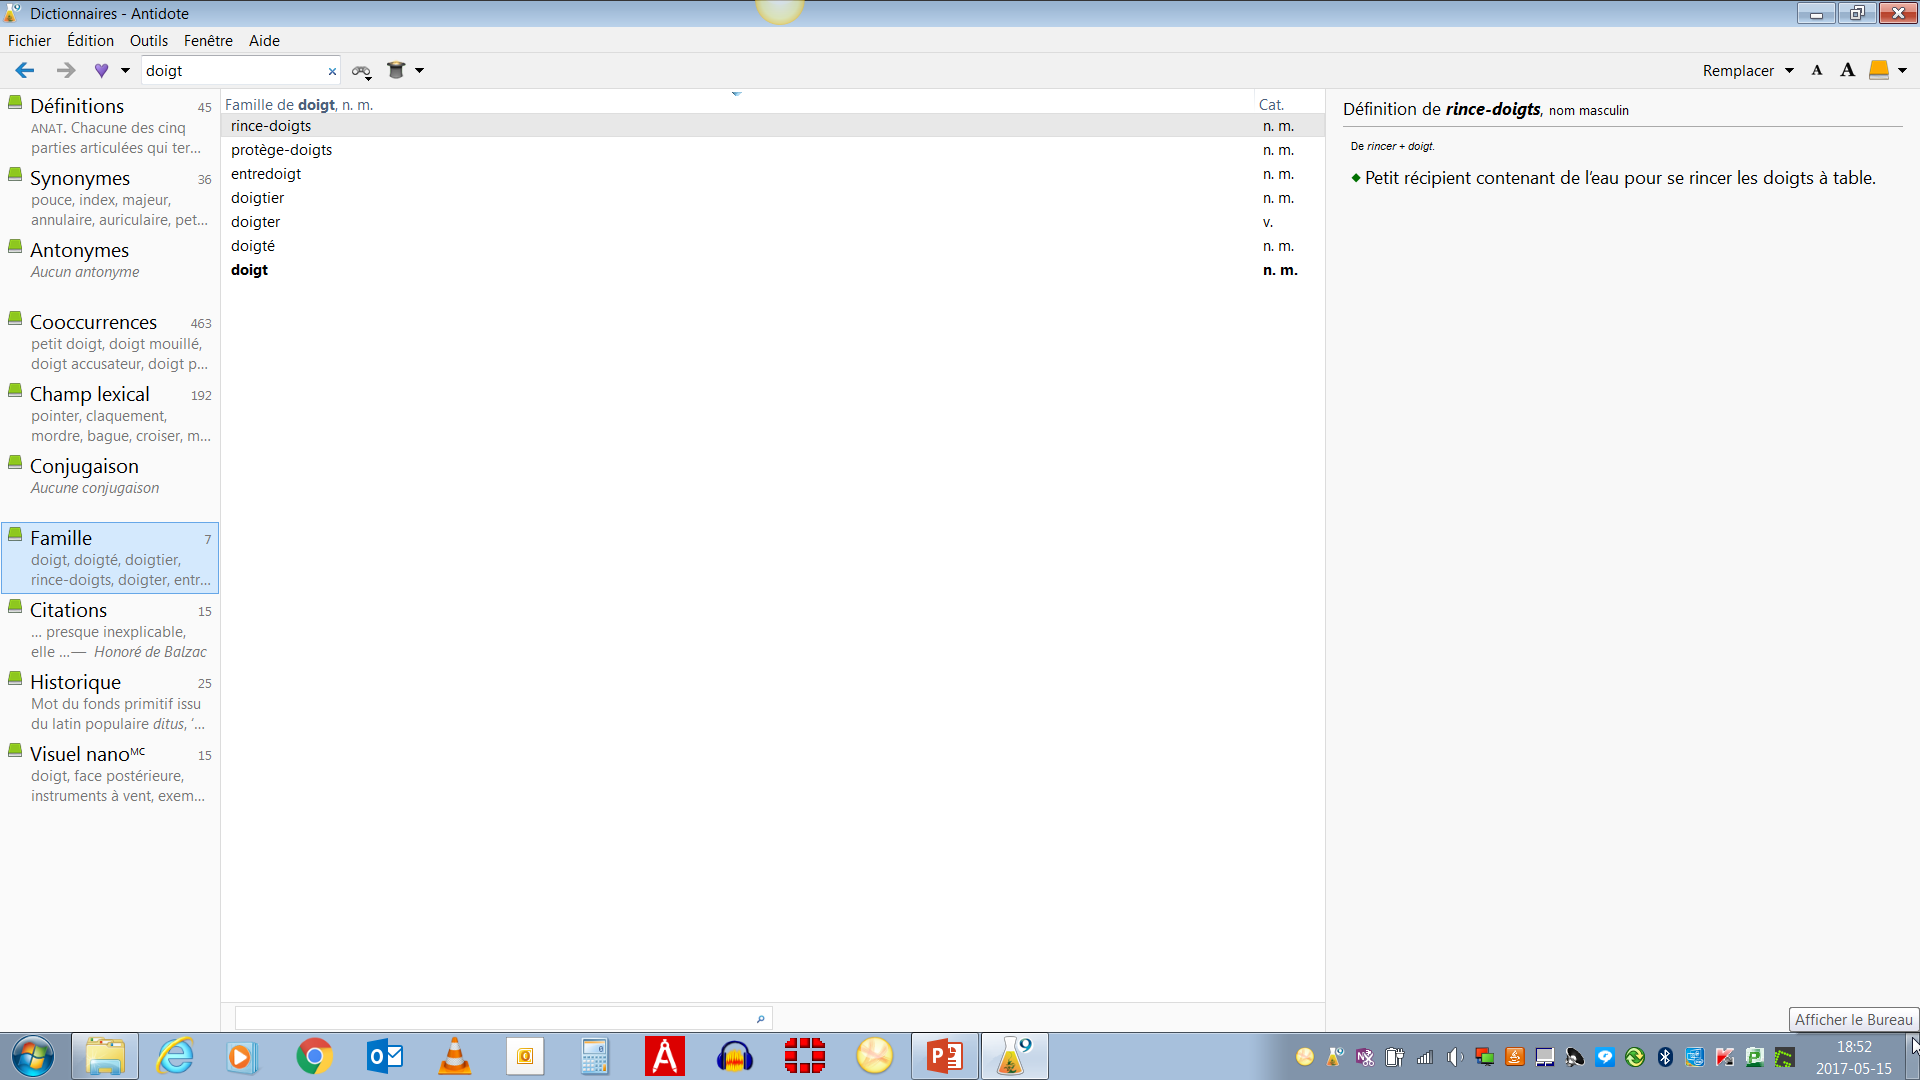 Dictionnaires - Antidote
Fichier Édition Outils Fenêtre Aide
doigt
Remplacer A A
Définitions 45
ANAT. Chacune des cinq
parties articulées qui ter...
Synonymes 36
pouce, index, majeur,
annulaire, auriculaire, pet...
Antonymes
Aucun antonyme
Cooccurrences 463
petit doigt, doigt mouillé,
doigt accusateur, doigt p...
Champ lexical 192
pointer, claquement,
mordre, bague, croiser, m...
Conjugaison
Aucune conjugaison
Famille 7
doigt, doigté, doigtier,
rince-doigts, doigter, entr...
Citations 15
... presque inexplicable,
elle ...— Honoré de Balzac
Historique 25
Mot du fonds primitif issu
du latin populaire ditus, ‘...
Visuel nanoᴹᶜ 15
doigt, face postérieure,
instruments à vent, exem...
Famille de doigt, n. m. Cat.
rince-doigts n. m.
protège-doigts n. m.
entredoigt n. m.
doigtier n. m.
doigter v.
doigté n. m.
doigt n. m.
Définition de rince-doigts, nom masculin
De rincer + doigt.
Petit récipient contenant de l’eau pour se rincer les doigts à table.
Afficher le Bureau
18:52
2017-05-15